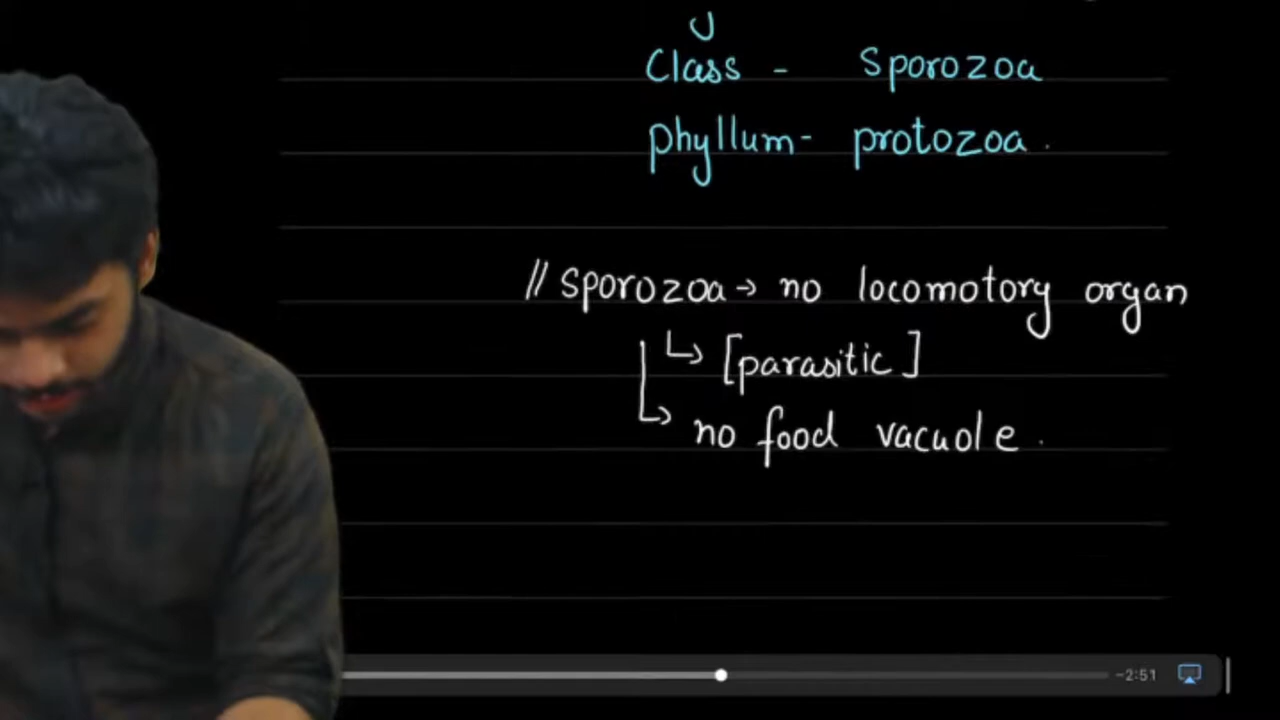 Class - Sporozoa
phyllum- protozoa.
// sporozoa → no locomotory organ
↳ [parasitic]
↳ no food vacuole.
-2:51